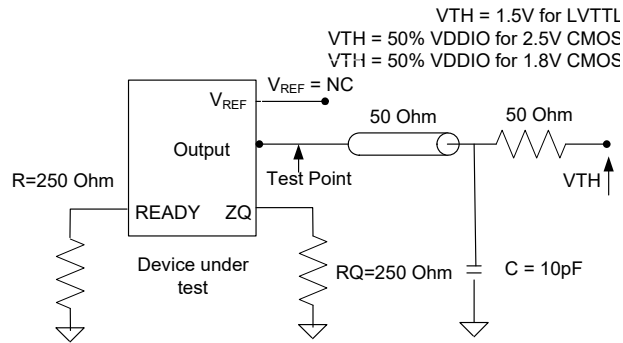 VTH = 1.5V for LVTTL
VTH = 50% VDDIO for 2.5V CMOS
VTH = 50% VDDIO for 1.8V CMOS
VREF = NC
VREF
50 Ohm
50 Ohm
Output
Test Point
VTH
R=250 Ohm
READY
ZQ
Device under
test
RQ=250 Ohm
C = 10pF